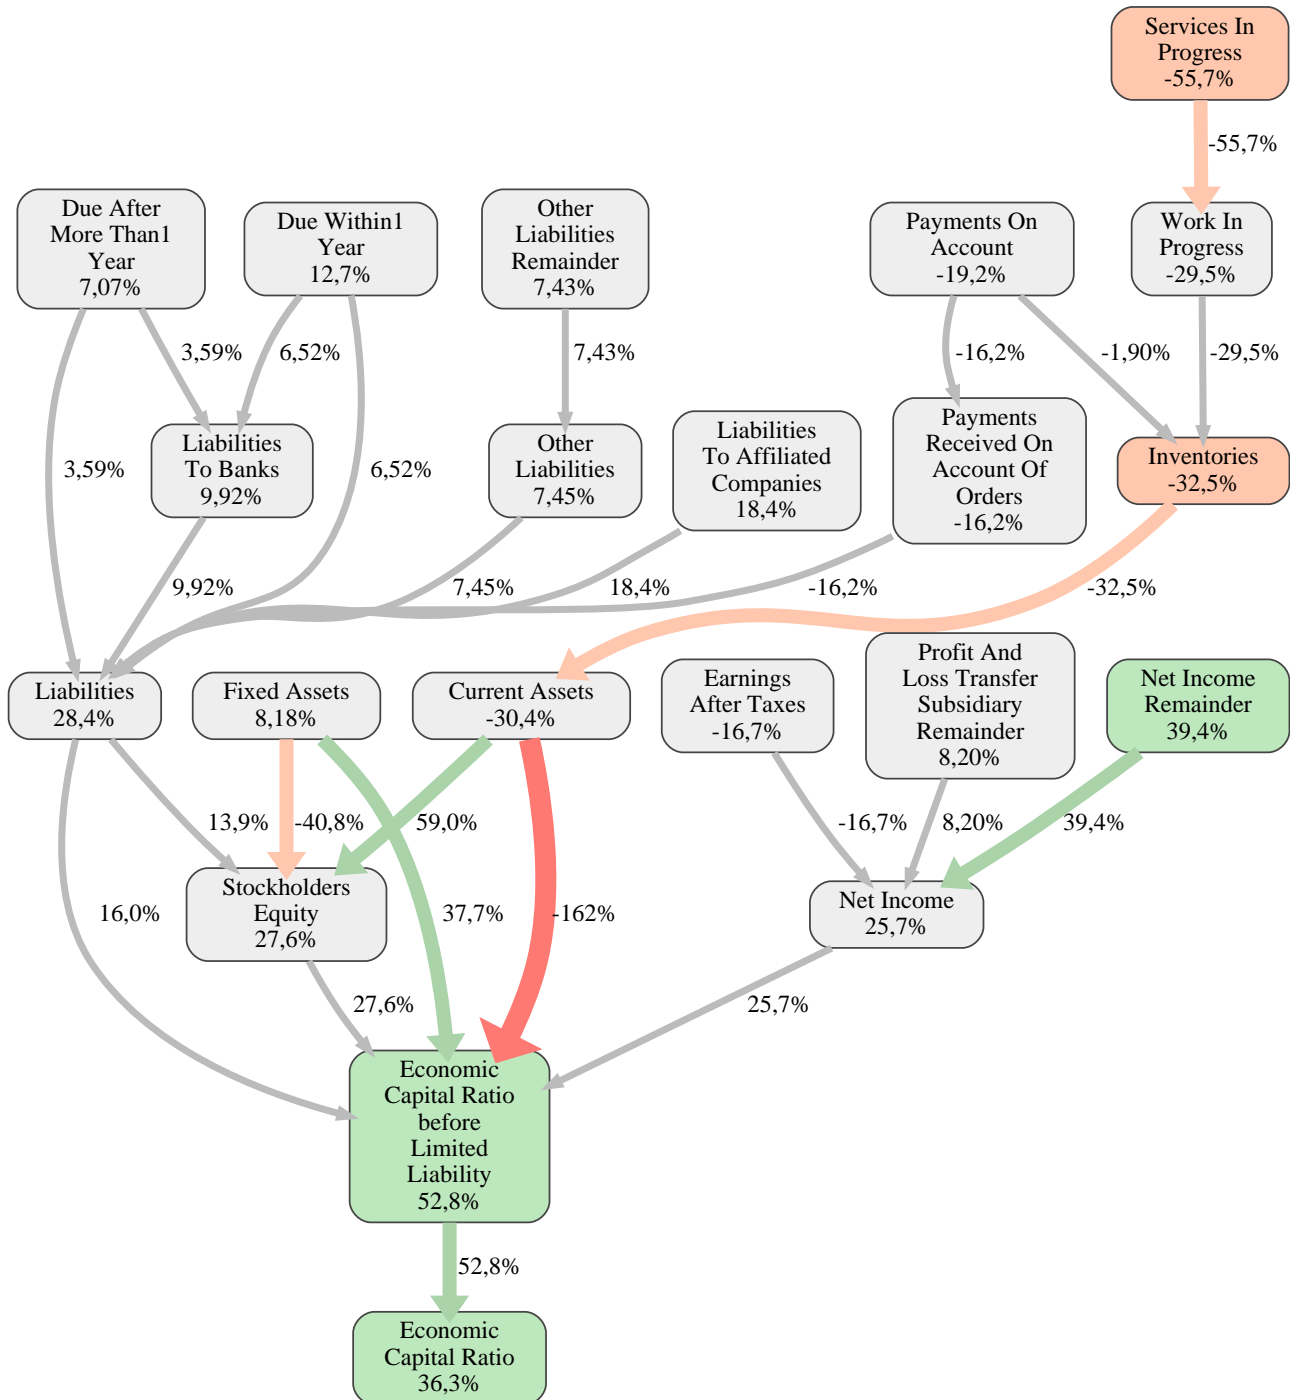 Services In
Progress
-55,7%
-55,7%
Due After
More Than1
Year
7,07%
Due Within1
Year
12,7%
Other
Liabilities
Remainder
7,43%
Payments On
Account
-19,2%
Work In
Progress
-29,5%
3,59%
6,52%
7,43%
-16,2%
-1,90%
-29,5%
3,59%
Liabilities
To Banks
9,92%
6,52%
Other
Liabilities
7,45%
Liabilities
To Affiliated
Companies
18,4%
Payments
Received On
Account Of
Orders
-16,2%
Inventories
-32,5%
9,92%
7,45%
18,4%
-16,2%
-32,5%
Liabilities
28,4%
Fixed Assets
8,18%
Current Assets
-30,4%
Earnings
After Taxes
-16,7%
Profit And
Loss Transfer
Subsidiary
Remainder
8,20%
Net Income
Remainder
39,4%
13,9%
-40,8%
59,0%
-16,7%
8,20%
39,4%
16,0%
Stockholders
Equity
27,6%
37,7%
-162%
Net Income
25,7%
27,6%
25,7%
Economic
Capital Ratio
before
Limited
Liability
52,8%
52,8%
Economic
Capital Ratio
36,3%